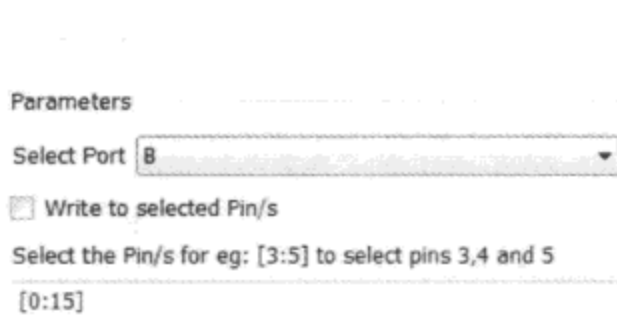 Parameters
Select Port B
Write to selected Pin/s
Select the Pin/s for eg: [3:5] to select pins 3,4 and 5
[0:15]